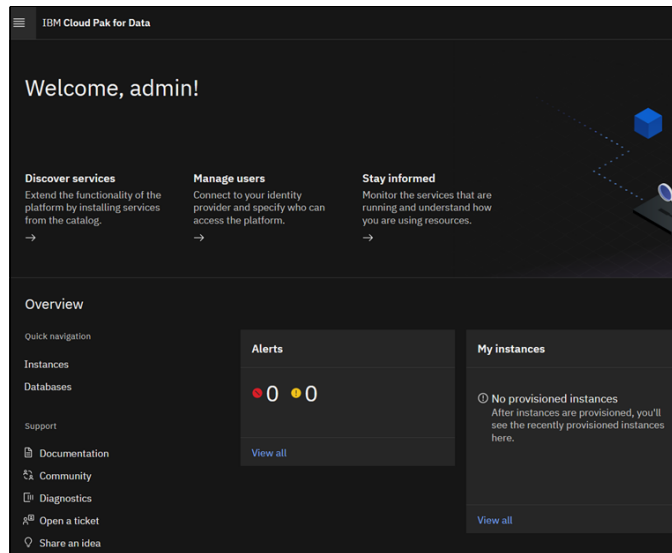 IBM Cloud Pak for Data
Welcome, admin!
Discover services
Extend the functionality of the
platform by installing services
from the catalog.
Manage users
Connect to your identity
provider and specify who can
access the platform.
Stay informed
Monitor the services that are
running and understand how
you are using resources.
Overview
Quick navigation
Instances
Databases
Support
Documentation
Community
Diagnostics
Open a ticket
Share an idea
Alerts
0 0
View all
My instances
No provisioned instances
After instances are provisioned, you'll
see the recently provisioned instances
here.
View all